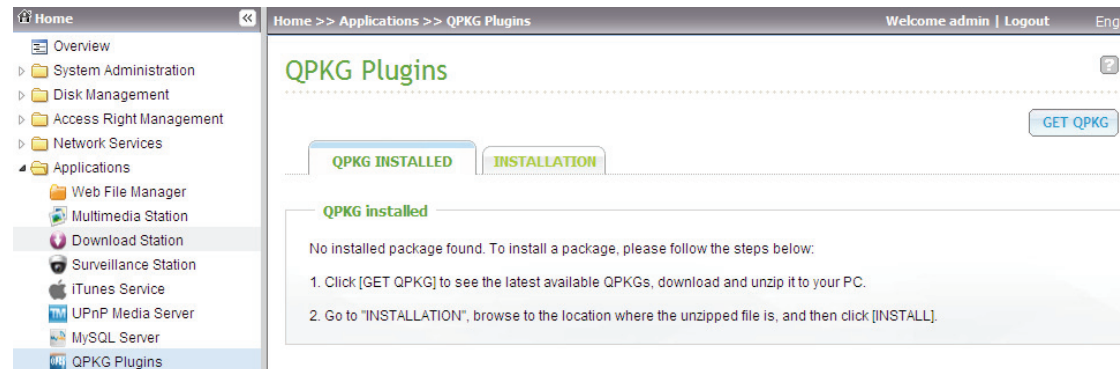 Home
Overview
System Administration
Disk Management
Access Right Management
Network Services
Applications
Web File Manager
Multimedia Station
Download Station
Surveillance Station
iTunes Service
UPnP Media Server
MySQL Server
QPKG Plugins
Home >> Applications >> QPKG Plugins
Welcome admin | Logout
Eng
QPKG Plugins
GET QPKG
QPKG INSTALLED
INSTALLATION
QPKG installed
No installed package found. To install a package, please follow the steps below:
1. Click [GET QPKG] to see the latest available QPKGs, download and unzip it to your PC.
2. Go to "INSTALLATION", browse to the location where the unzipped file is, and then click [INSTALL].